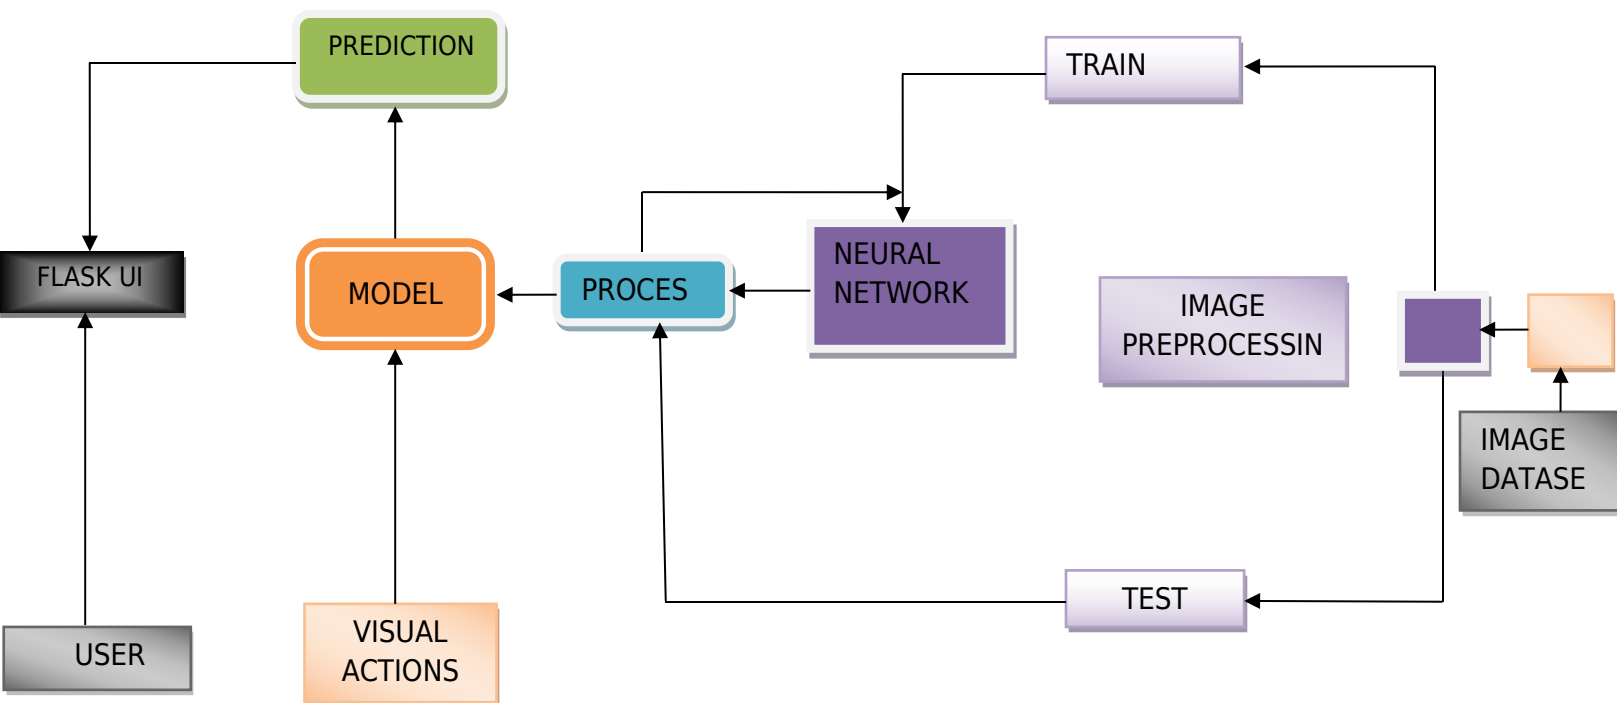 PREDICTION
TRAIN
FLASK UI
MODEL
PROCES
NEURAL
NETWORK
IMAGE
PREPROCESSIN
IMAGE
DATASE
TEST
USER
VISUAL
ACTIONS